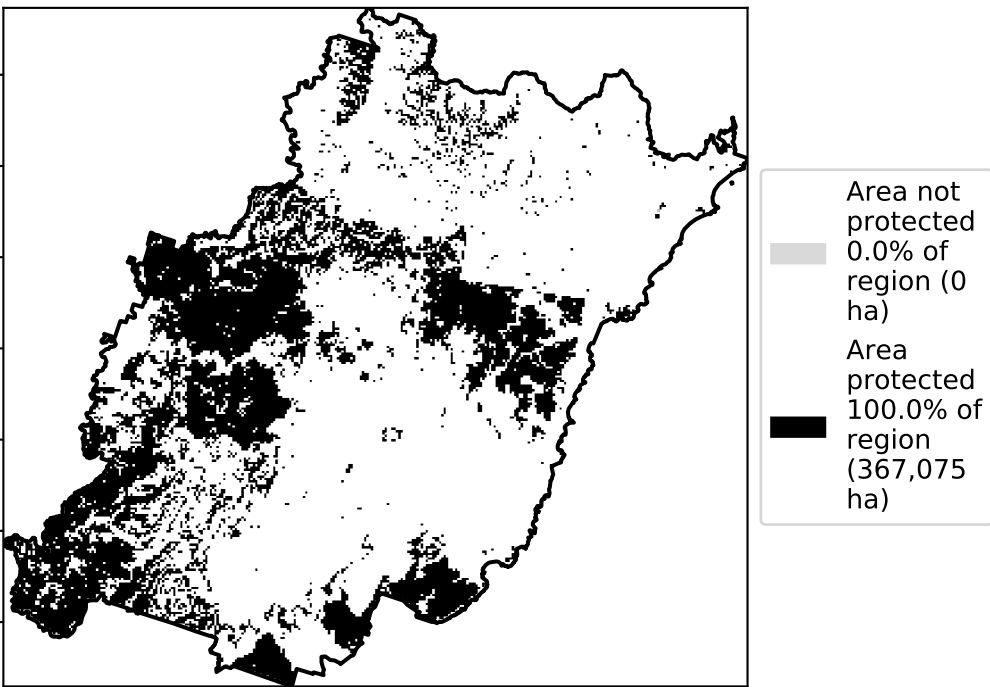 Area not
protected
0.0% of
region (0
ha)
Area
protected
100.0% of
region
(367,075
ha)